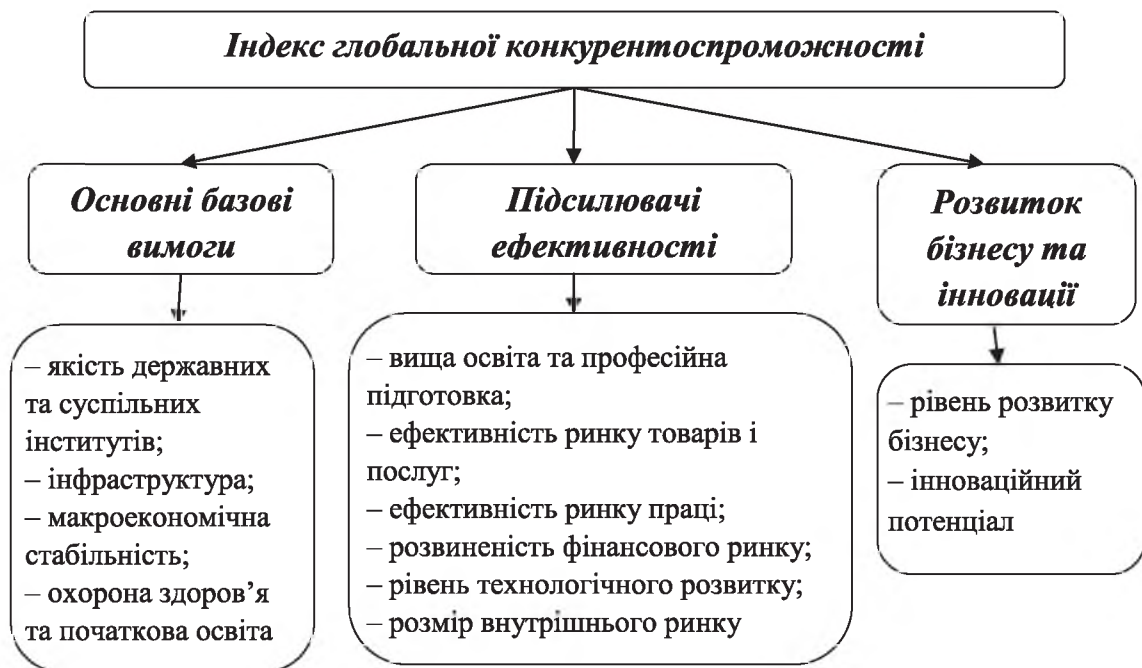 Індекс глобальної конкурентоспроможності
Основні базові
вимоги
– якість державних
та суспільних
інститутів;
– інфраструктура;
– макроекономічна
стабільність;
– охорона здоров’я
та початкова освіта
Підсилювачі
ефективності
– вища освіта та професійна
підготовка;
– ефективність ринку товарів і
послуг;
– ефективність ринку праці;
– розвиненість фінансового ринку;
– рівень технологічного розвитку;
– розмір внутрішнього ринку
Розвиток
бізнесу та
інновації
– рівень розвитку
бізнесу;
– інноваційний
потенціал